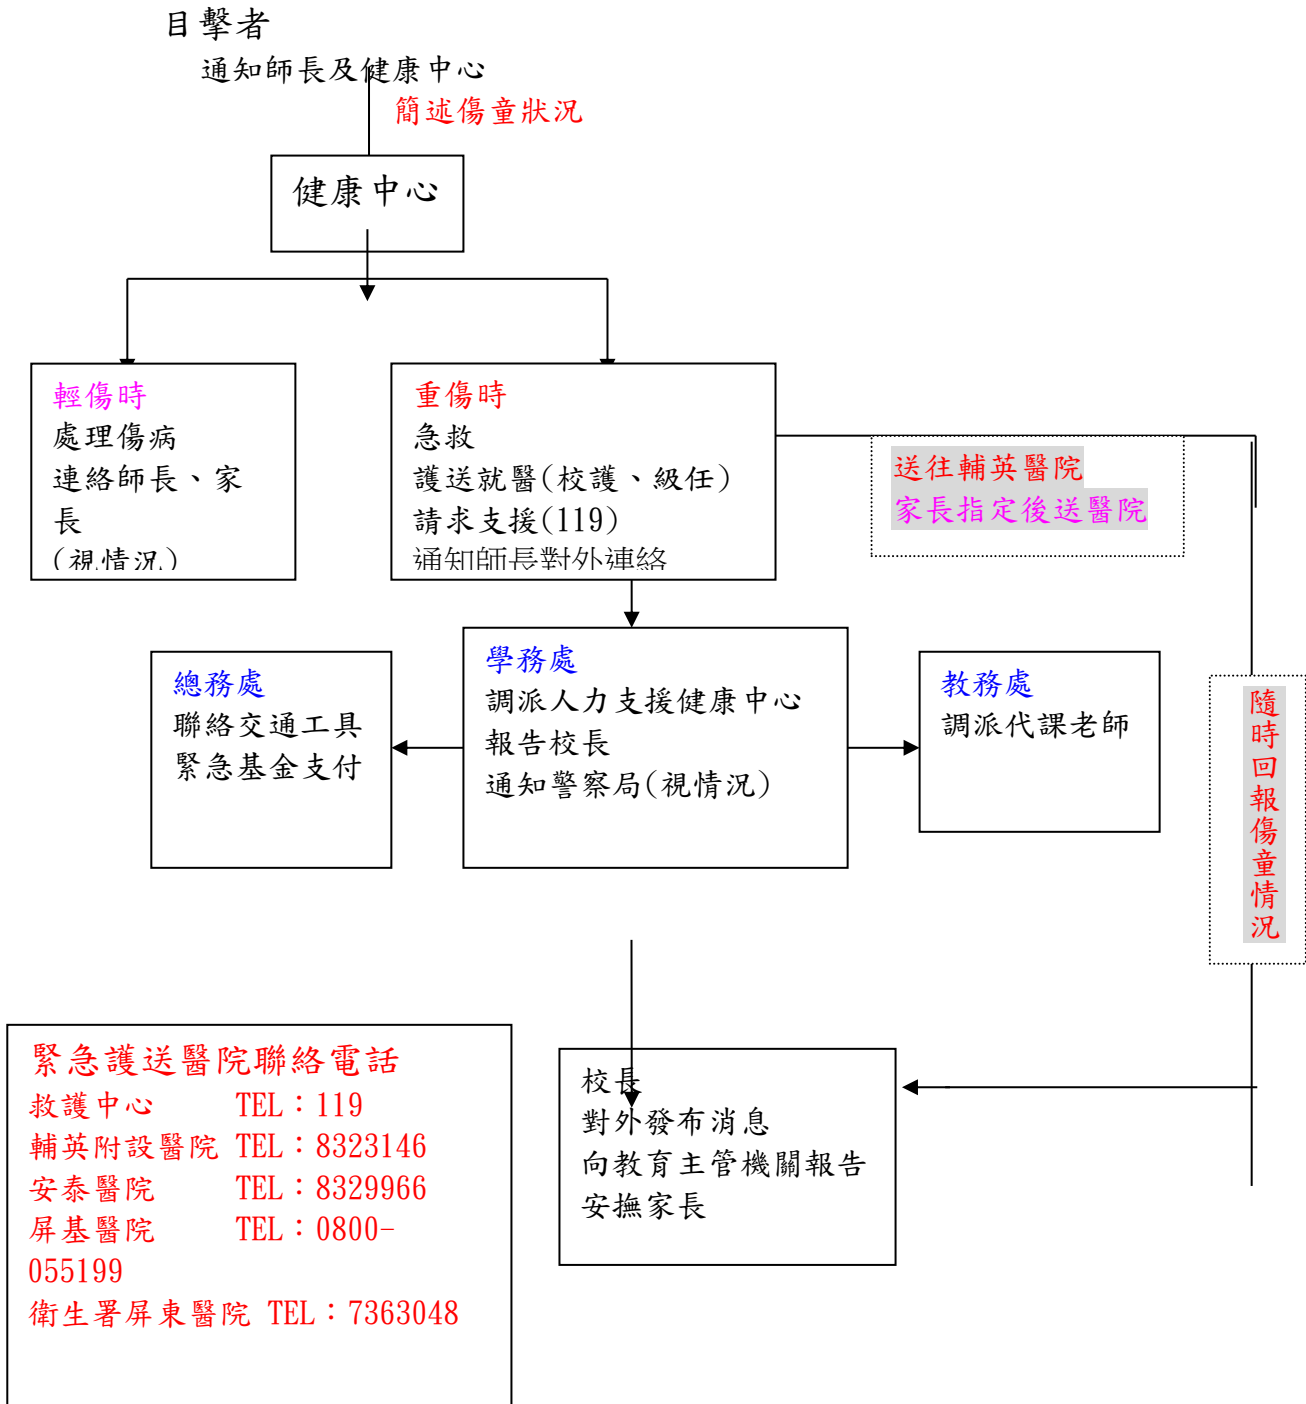 目擊者
通知師長及健康中心
簡述傷童狀況
健康中心
輕傷時
處理傷病
連絡師長、家
長
(視情況)
重傷時
急救
護送就醫(校護、級任)
請求支援(119)
通知師長對外連絡
送往輔英醫院
家長指定後送醫院
總務處
聯絡交通工具
緊急基金支付
學務處
調派人力支援健康中心
報告校長
通知警察局(視情況)
教務處
調派代課老師
隨時回報傷童情況
緊急護送醫院聯絡電話
救護中心 TEL：119
輔英附設醫院 TEL：8323146
安泰醫院 TEL：8329966
屏基醫院 TEL：0800-
055199
衛生署屏東醫院 TEL：7363048
校長
對外發布消息
向教育主管機關報告
安撫家長